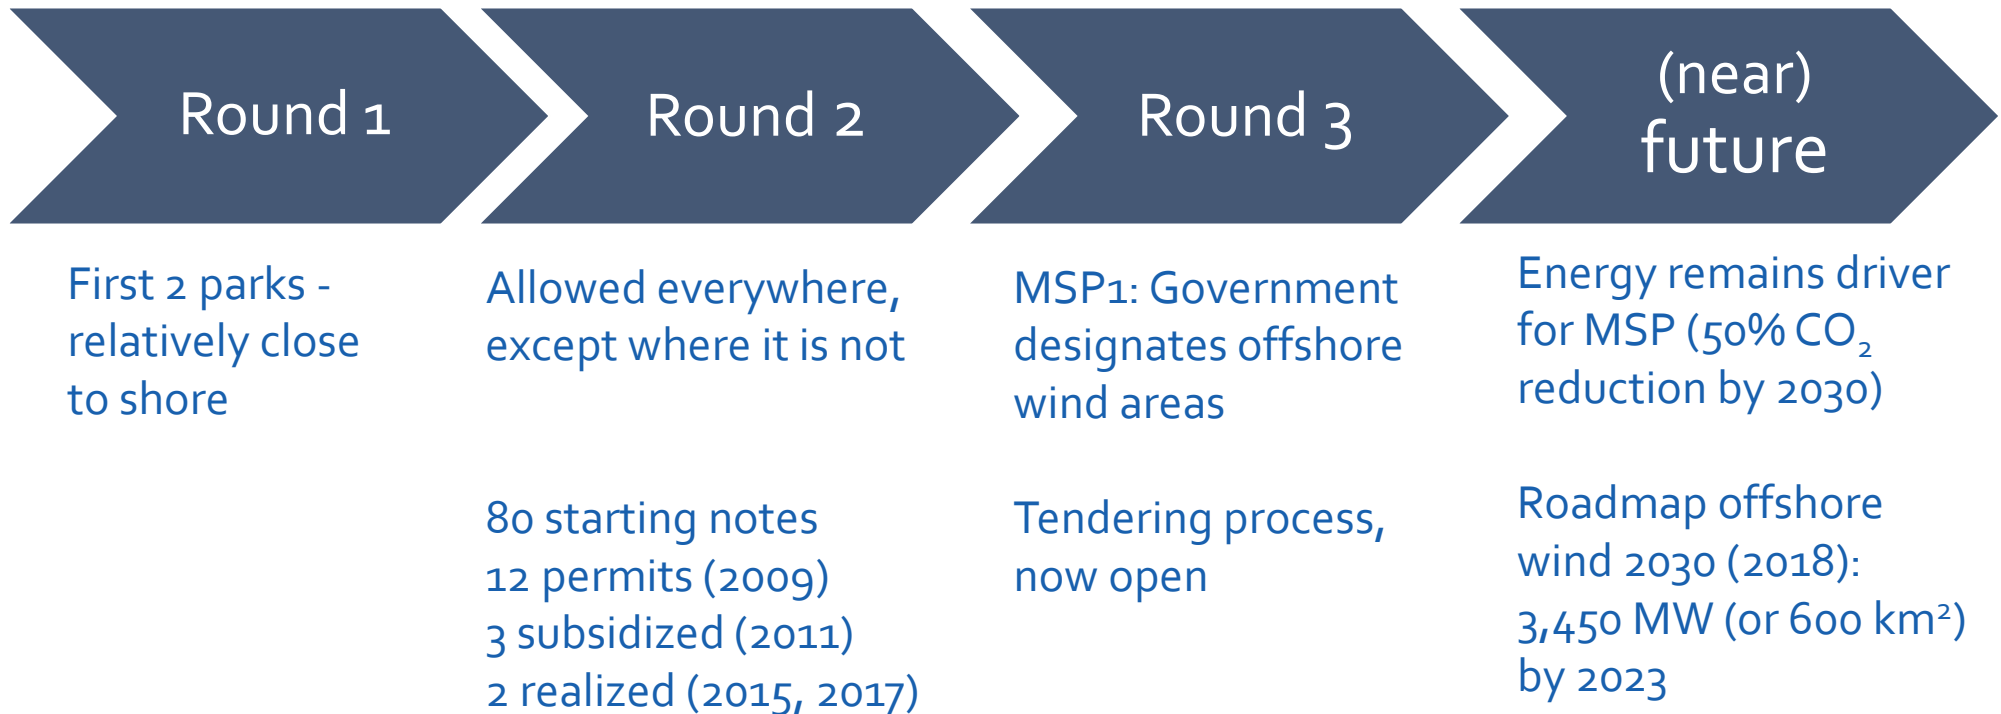 Round 1
First 2 parks -
relatively close
to shore
Round 2
Allowed everywhere,
except where it is not
80 starting notes
12 permits (2009)
3 subsidized (2011)
2 realized (2015, 2017)
Round 3
MSP1: Government
designates offshore
wind areas
Tendering process,
now open
(near)
future
Energy remains driver
for MSP (50% CO₂
reduction by 2030)
Roadmap offshore
wind 2030 (2018):
3,450 MW (or 600 km²)
by 2023